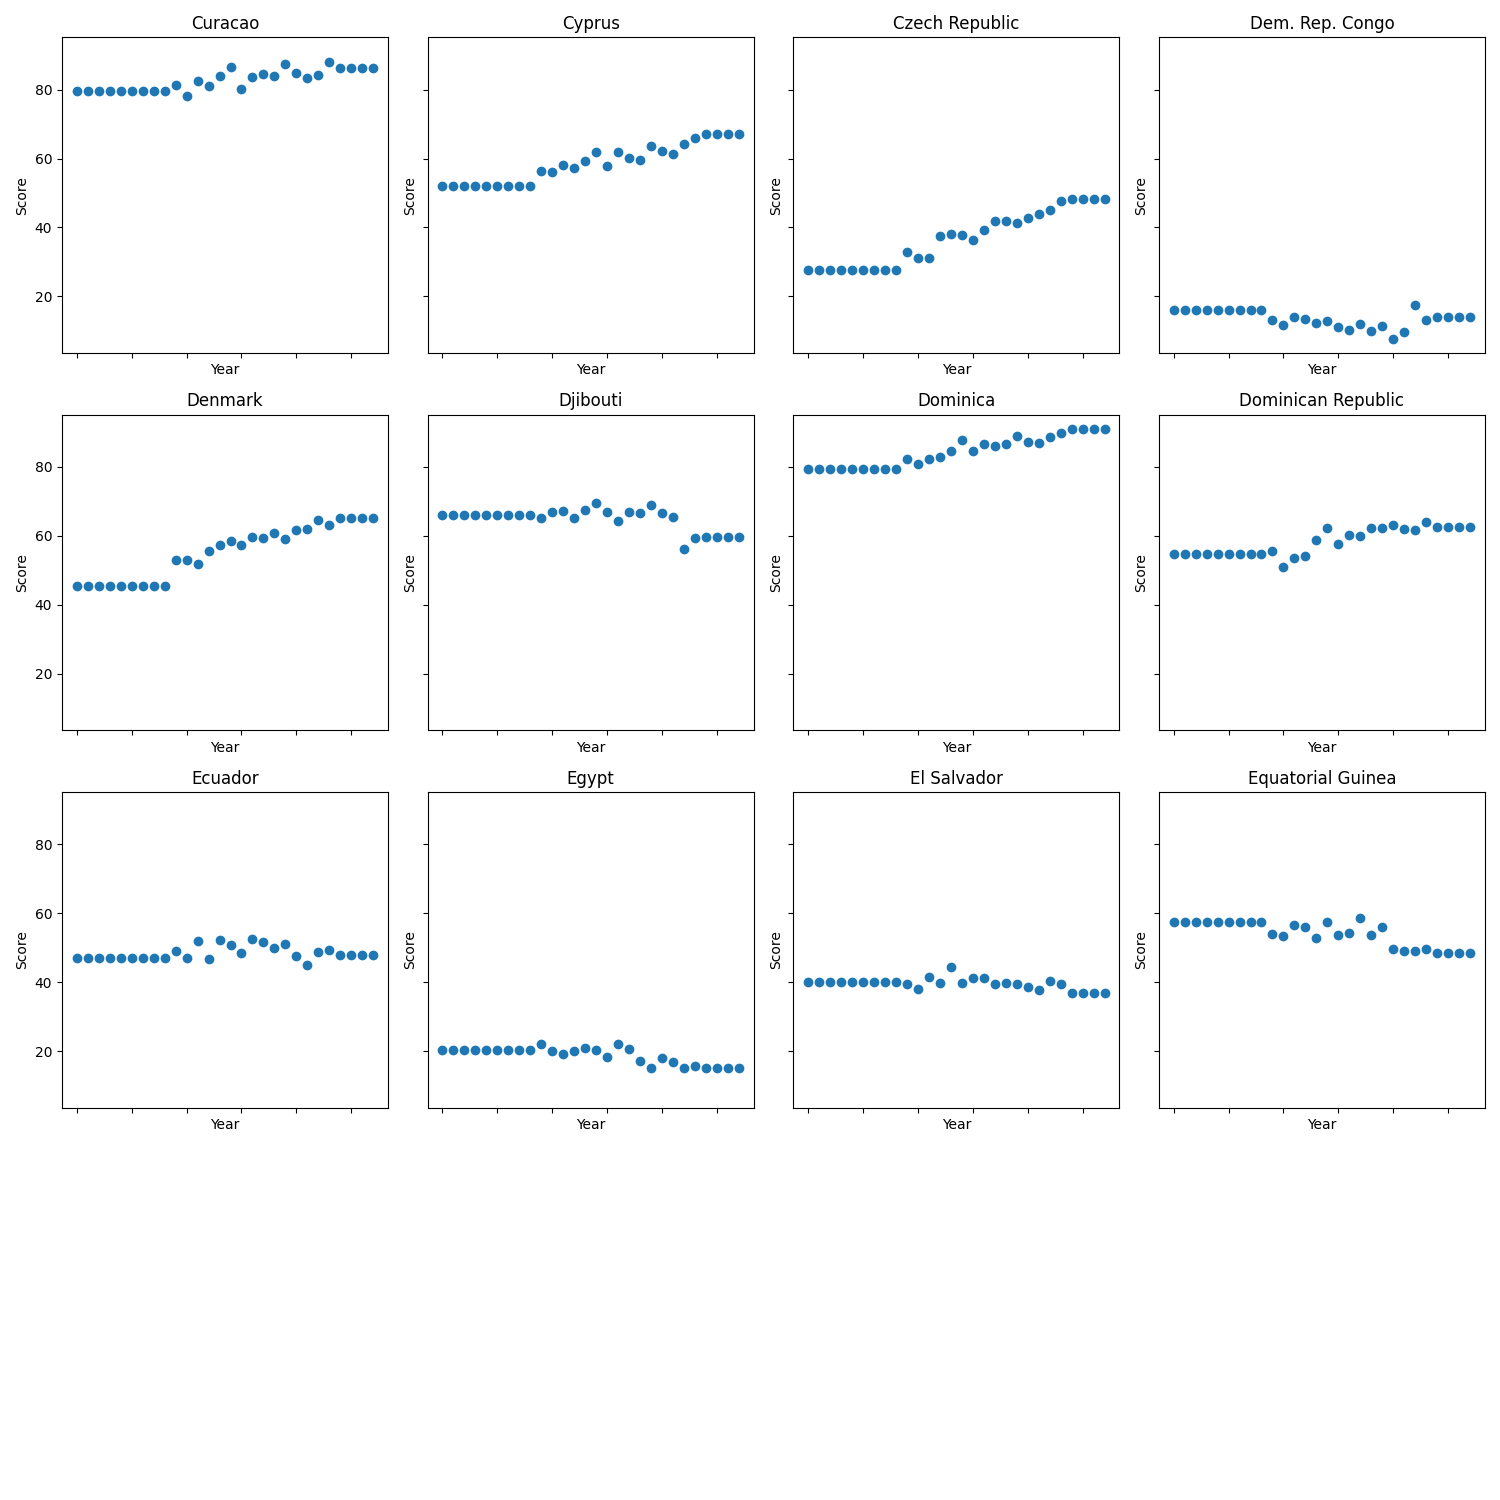 Curacao
Cyprus
Czech Republic
Dem. Rep. Congo
80
60
40
20
Score
Score
Score
Score
Year
Year
Year
Year
Denmark
Djibouti
Dominica
Dominican Republic
80
60
40
20
Score
Score
Score
Score
Year
Year
Year
Year
Ecuador
Egypt
El Salvador
Equatorial Guinea
80
60
40
20
Score
Score
Score
Score
Year
Year
Year
Year